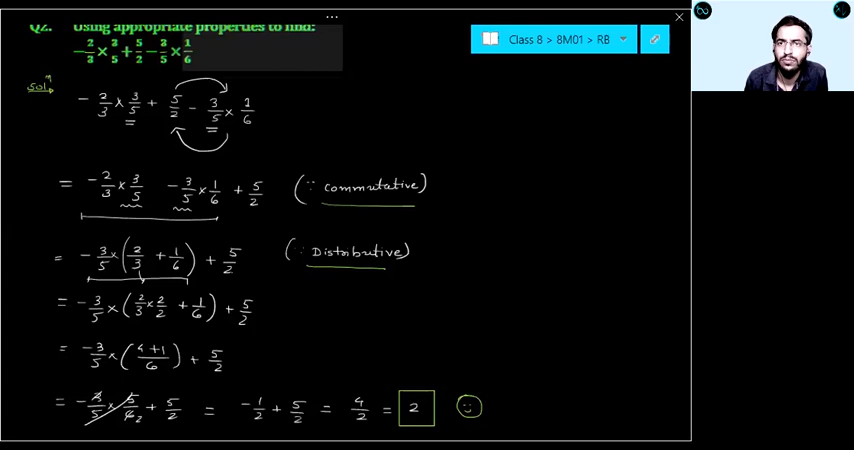 Q2. Using appropriate properties to find:
-2/3 × 3/5 + 5/2 - 3/5 × 1/6
Class 8 > 8M01 > RB
Solⁿ
- 2/3 × 3/5 + 5/2 - 3/5 × 1/6
= -2/3 × 3/5 -3/5 × 1/6 + 5/2 (∵ Commutative)
= -3/5 × (2/3 + 1/6) + 5/2 (∵ Distributive)
= -3/5 × (2/3 × 2/2 + 1/6) + 5/2
= -3/5 × (4+1/6) + 5/2
= -3/5 × 5/6 2 + 5/2 = -1/2 + 5/2 = 4/2 = 2